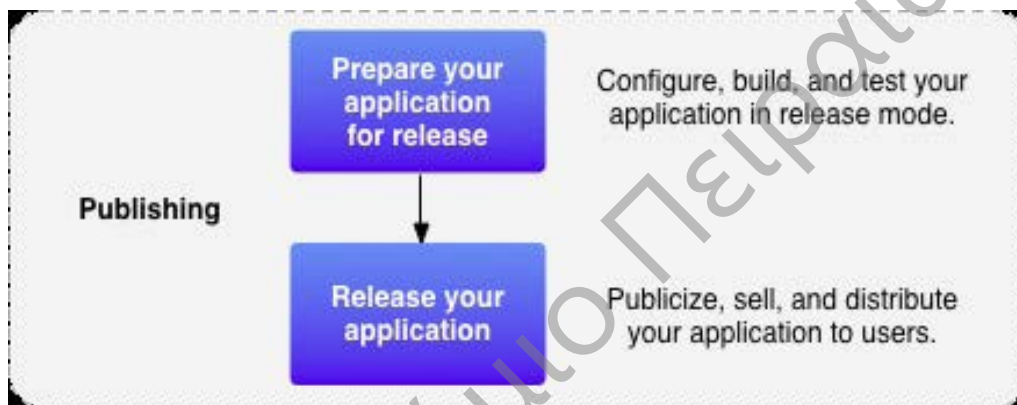 Prepare your
application
for release
Configure, build, and test your
application in release mode.
Publishing
Release your
application
Publicize, sell, and distribute
your application to users.